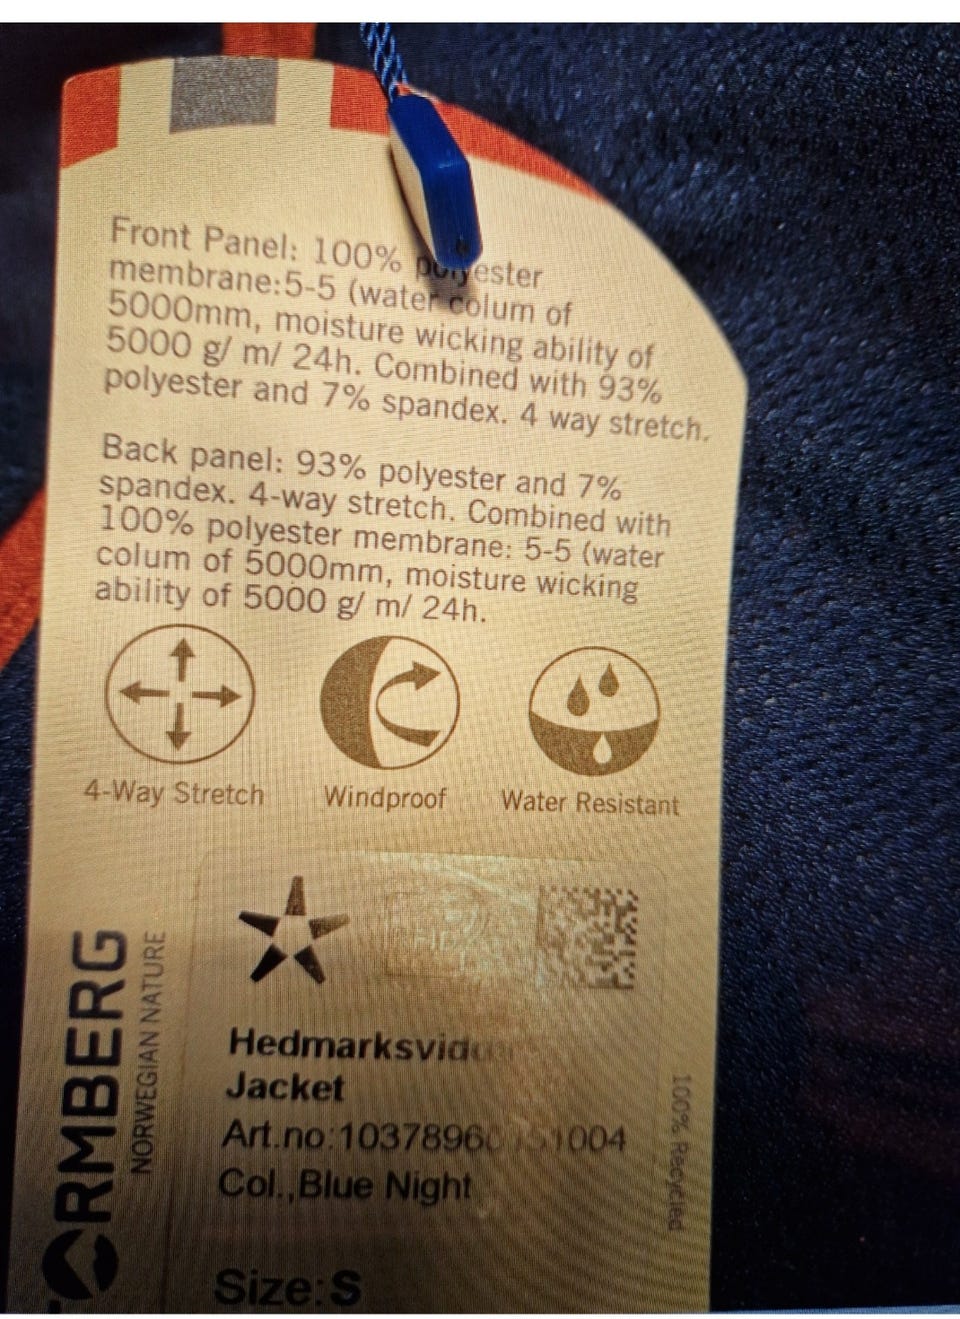 Front Panel: 100% polyester
membrane:5-5 (water colum of
5000mm, moisture wicking ability of
5000 g/ m/ 24h. Combined with 93%
polyester and 7% spandex. 4 way stretch.
Back panel: 93% polyester and 7%
spandex. 4-way stretch. Combined with
100% polyester membrane: 5-5 (water
colum of 5000mm, moisture wicking
ability of 5000 g/ m/ 24h.
4-Way Stretch
Windproof
Water Resistant
RMBERG
NORWEGIAN NATURE
Jacket
Col.,Blue Night
Size:S
100% Recycled